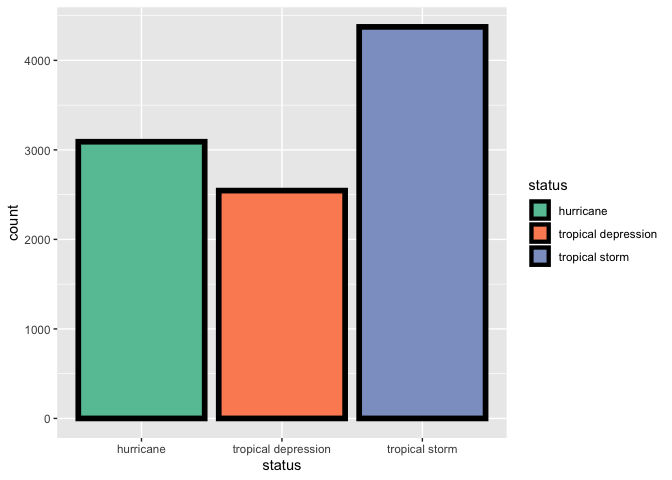 4000
3000
2000
1000
0
count
hurricane
tropical depression
tropical storm
status
status
hurricane
tropical depression
tropical storm